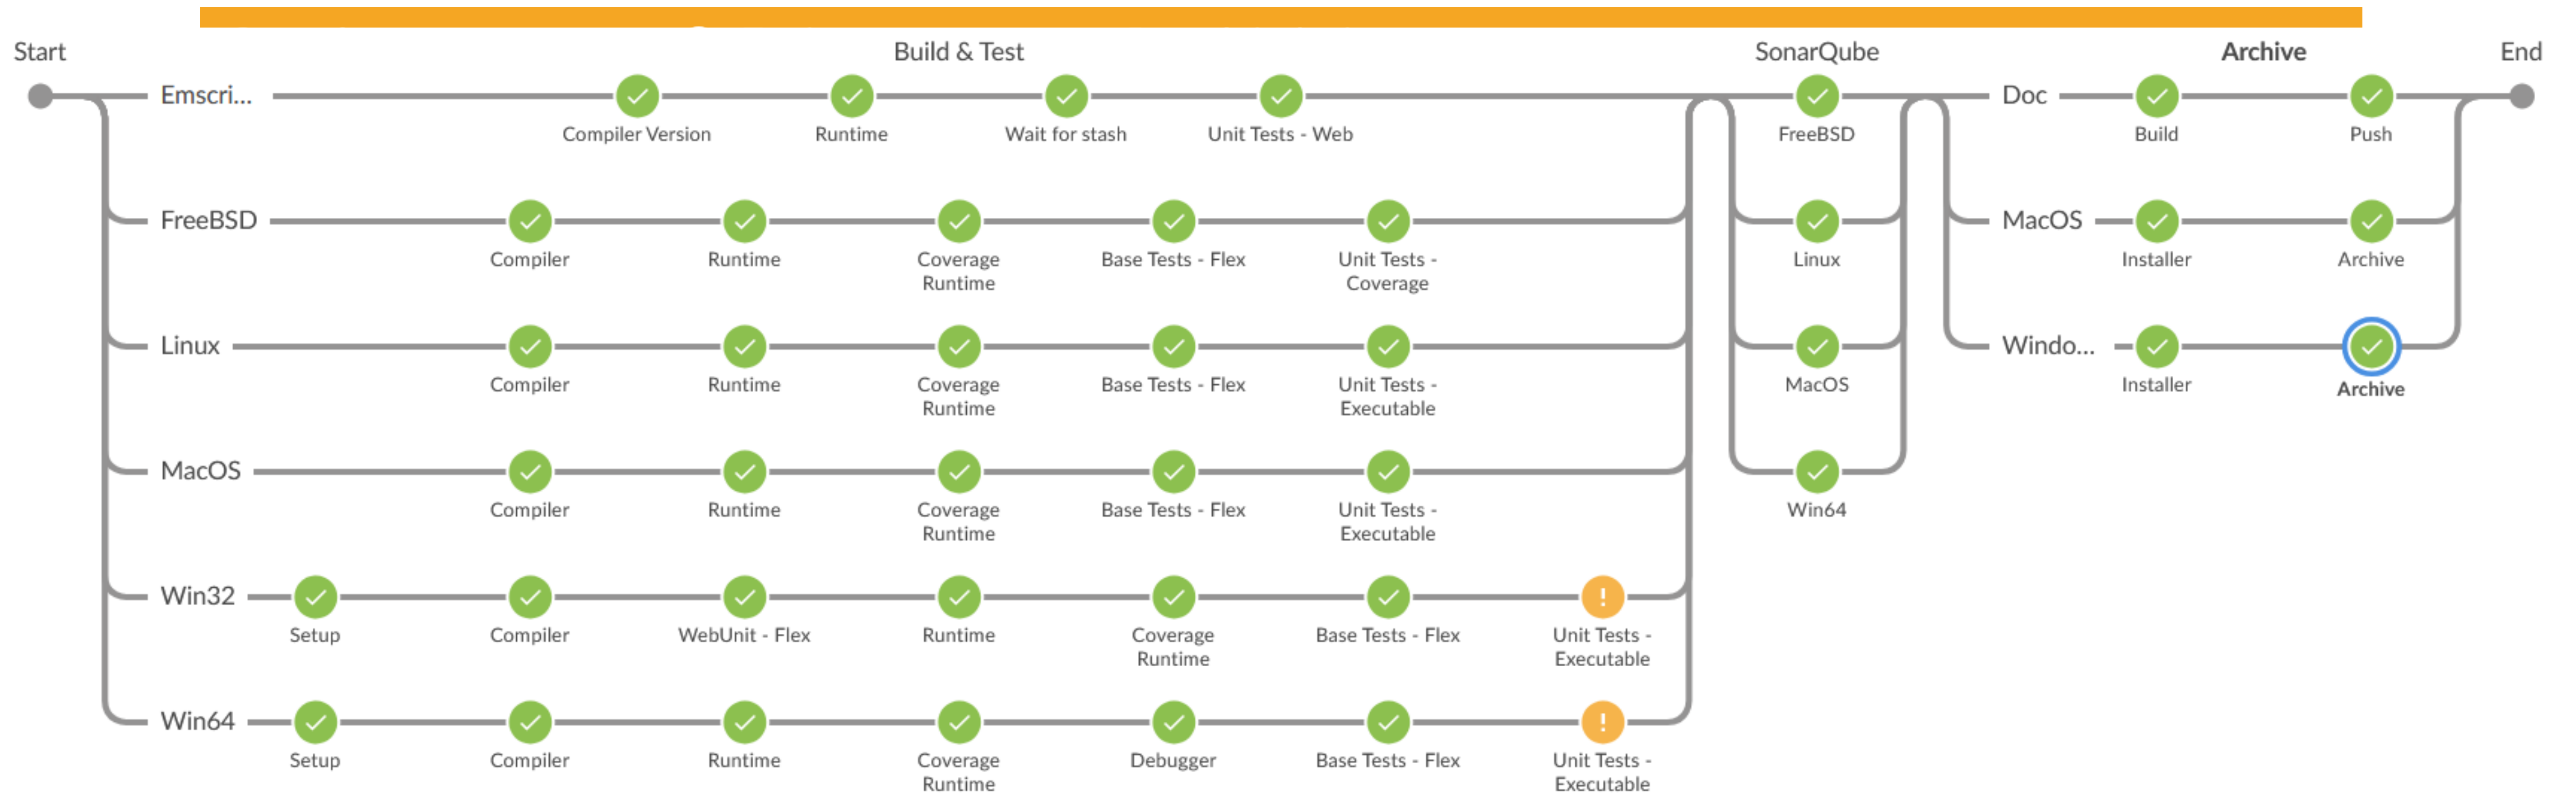 Start
Build & Test
SonarQube
Archive
End
Emscri...
Compiler Version
Runtime
Wait for stash
Unit Tests - Web
FreeBSD
Doc
Build
Push
FreeBSD
Compiler
Runtime
Coverage
Runtime
Base Tests - Flex
Unit Tests -
Coverage
Linux
MacOS
Installer
Archive
Linux
Compiler
Runtime
Coverage
Runtime
Base Tests - Flex
Unit Tests -
Executable
MacOS
Windo...
Installer
Archive
MacOS
Compiler
Runtime
Coverage
Runtime
Base Tests - Flex
Unit Tests -
Executable
Win64
Win32
Setup
Compiler
WebUnit - Flex
Runtime
Coverage
Runtime
Base Tests - Flex
Unit Tests -
Executable
Win64
Setup
Compiler
Runtime
Coverage
Runtime
Debugger
Base Tests - Flex
Unit Tests -
Executable